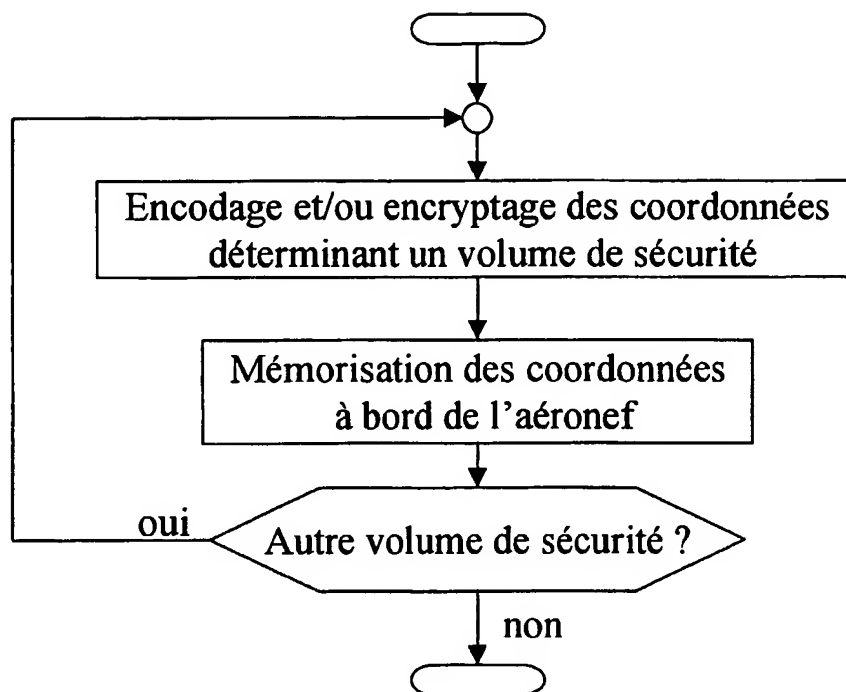 Encodage et/ou encryptage des coordonnées
déterminant un volume de sécurité
Mémorisation des coordonnées
à bord de l'aéronef
oui
Autre volume de sécurité ?
non